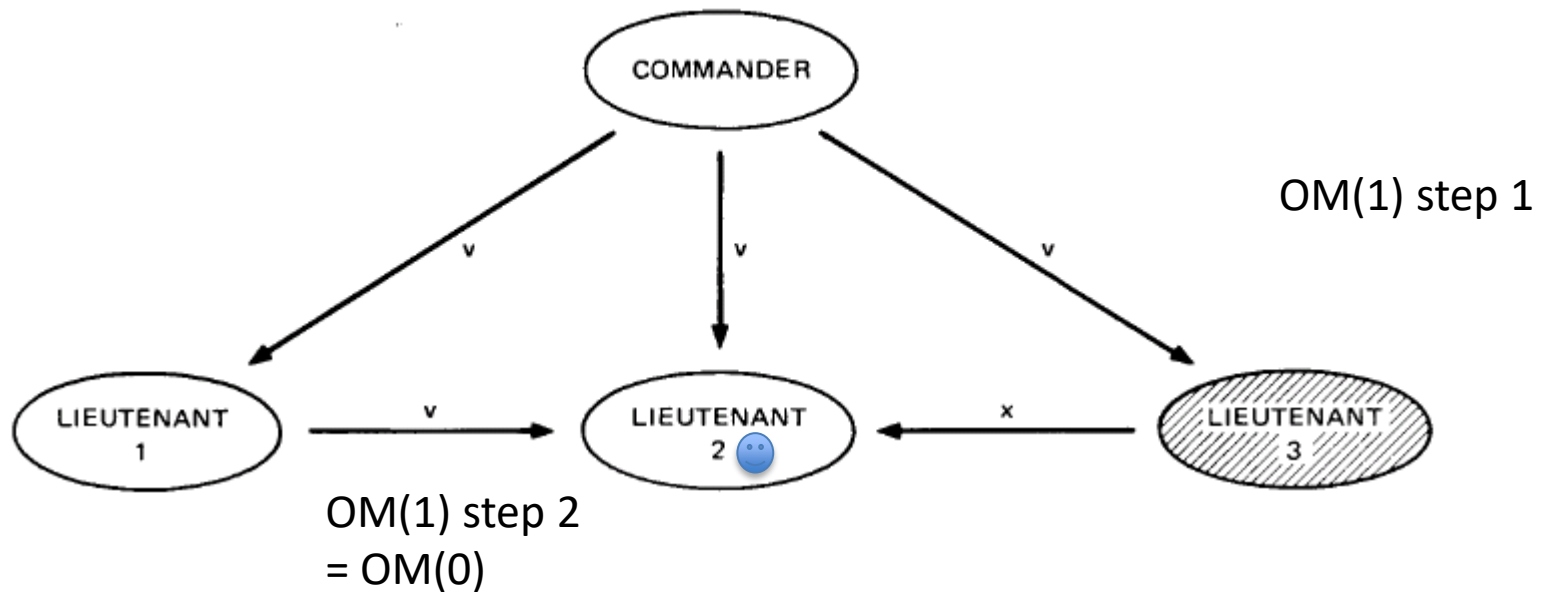 COMMANDER
OM(1) step 1
v
v
v
LIEUTENANT
1
v
LIEUTENANT
2
x
LIEUTENANT
3
OM(1) step 2
= OM(0)